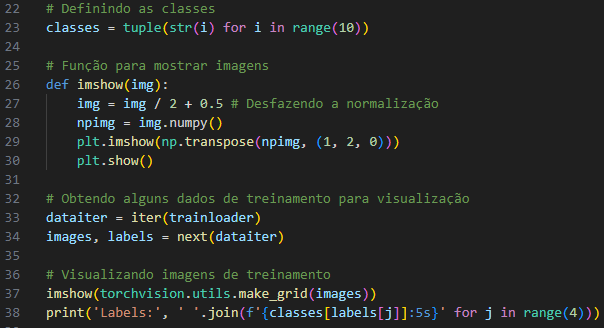 22 # Definindo as classes
23 classes = tuple(str(i) for i in range(10))
24
25 # Função para mostrar imagens
26 def imshow(img):
27     img = img / 2 + 0.5 # Desfazendo a normalização
28     npimg = img.numpy()
29     plt.imshow(np.transpose(npimg, (1, 2, 0)))
30     plt.show()
31
32 # Obtendo alguns dados de treinamento para visualização
33 dataiter = iter(trainloader)
34 images, labels = next(dataiter)
35
36 # Visualizando imagens de treinamento
37 imshow(torchvision.utils.make_grid(images))
38 print('Labels:', ' '.join(f'{classes[labels[j]]:5s}' for j in range(4)))